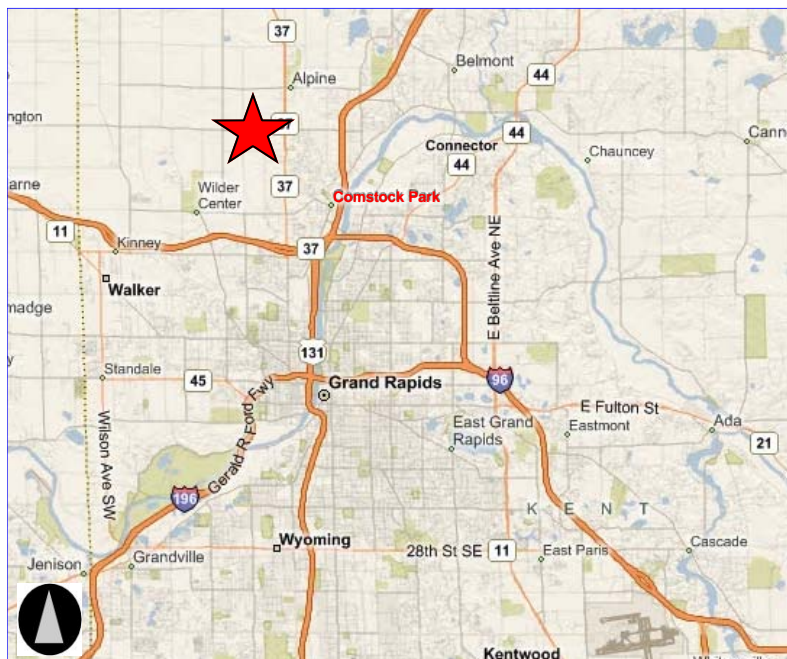 37
Alpine
Belmont
44
ngton
37
44
Connector
44
Chauncey
Cann
arne
Wilder
Center
37
Comstock Park
11
Kinney
37
Walker
E Beltline Ave NE
madge
131
Standale
45
Grand Rapids
96
Gerald R Ford Fwy
E Fulton St
Wilson Ave SW
East Grand
Rapids
Eastmont
Ada
21
196
K E N T
Wyoming
28th St SE
11
East Paris
Cascade
Jenison
Grandville
Kentwood